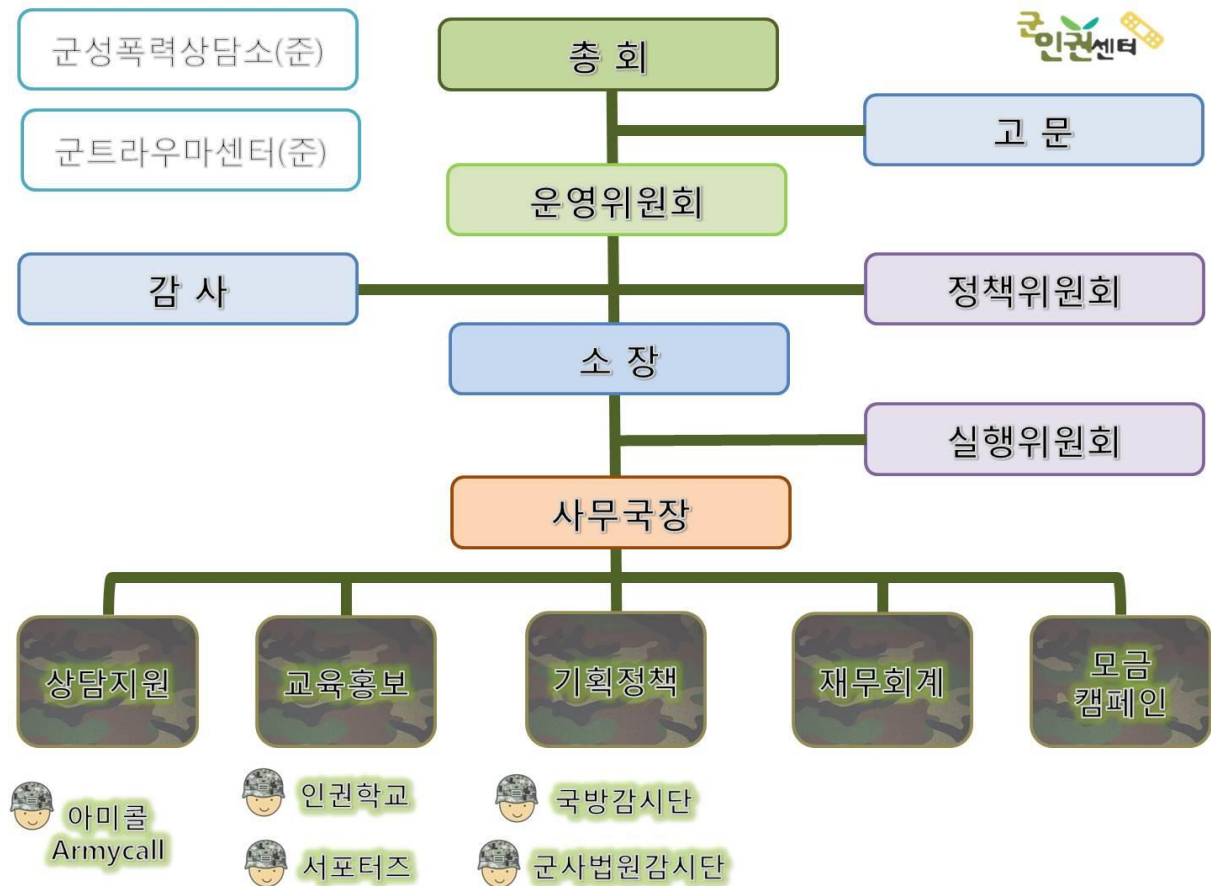 군성폭력상담소(준)
총 회
군인권센터
군트라우마센터(준)
고 문
운영위원회
감 사
정책위원회
소 장
실행위원회
사무국장
상담지원
교육홍보
기획정책
재무회계
모금
캠페인
아미콜
Armycall
인권학교
서포터즈
국방감시단
군사법원감시단